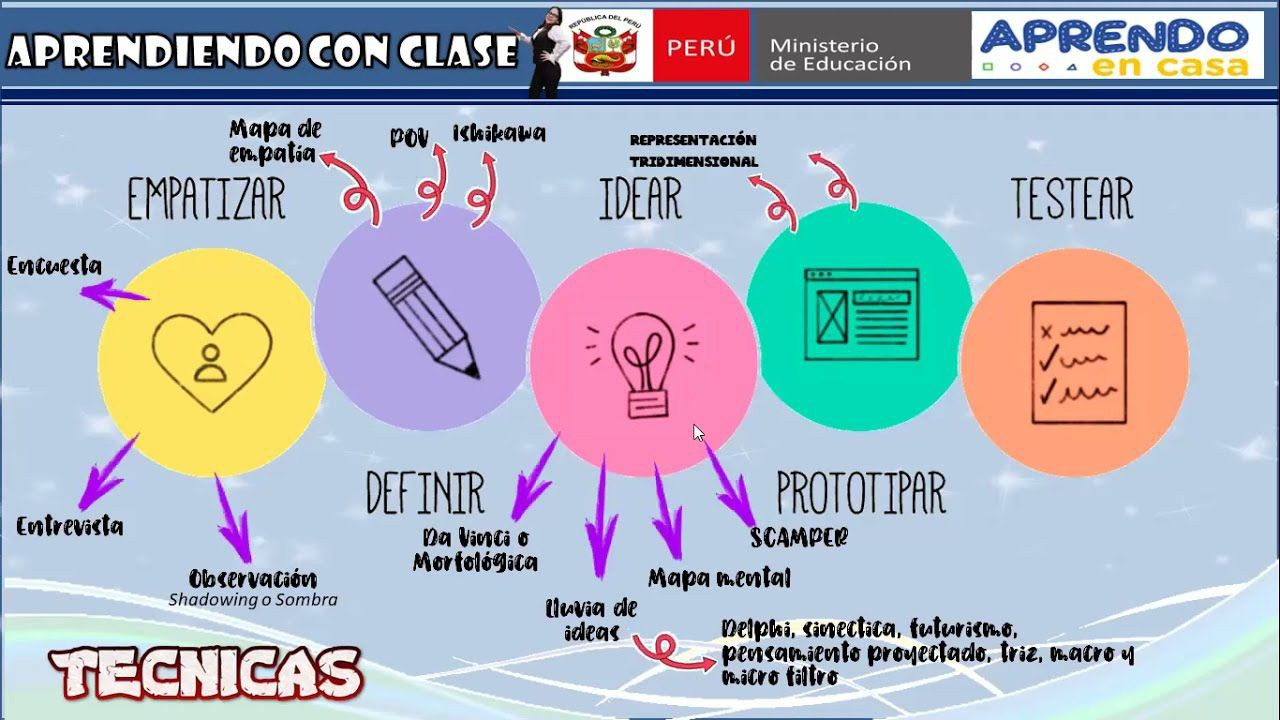 APRENDIENDO CON CLASE
REPÚBLICA DEL PERÚ
PERÚ
Ministerio
de Educación
APRENDO
en casa
Mapa de
empatía
POV
Ishikawa
REPRESENTACIÓN
TRIDIMENSIONAL
EMPATIZAR
IDEAR
TESTEAR
Encuesta
DEFINIR
PROTOTIPAR
Entrevista
Observación
Shadowing o Sombra
Da Vinci o
Morfológica
SCAMPER
Mapa mental
Lluvia de
ideas
Delphi, sinectica, futurismo,
pensamiento proyectado, triz, macro y
micro filtro
TECNICAS